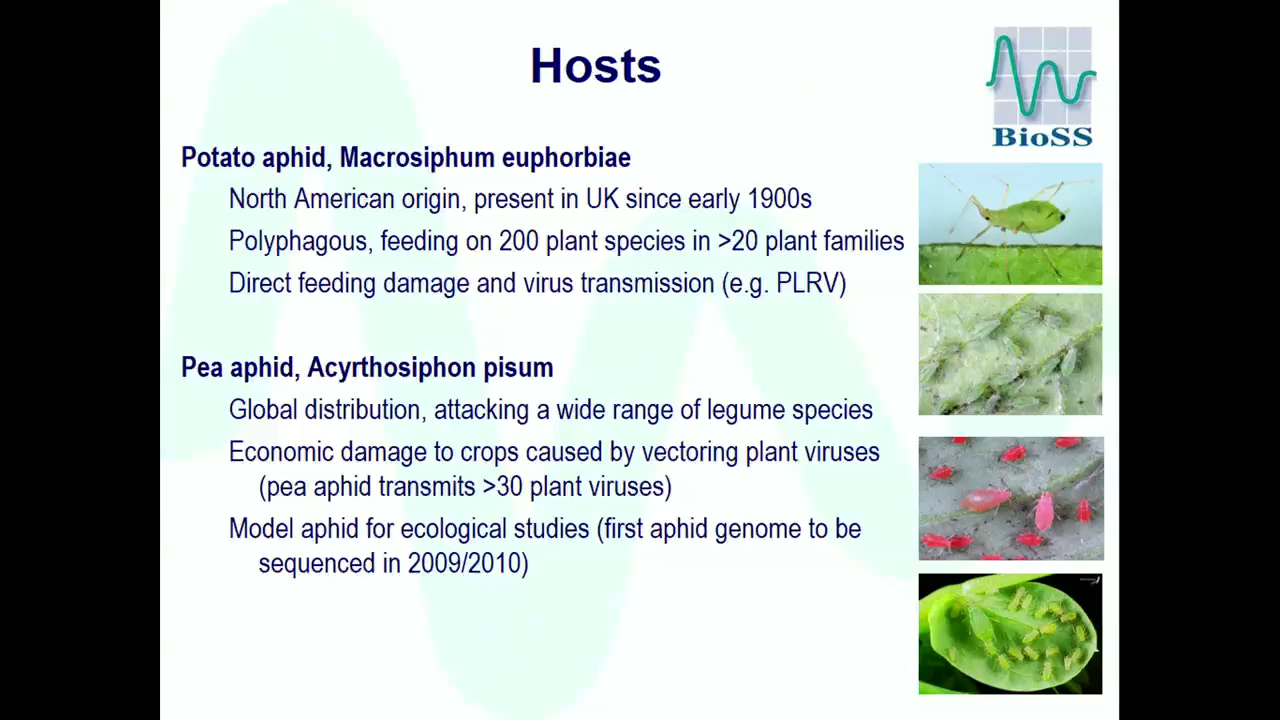 Hosts
BioSS
Potato aphid, Macrosiphum euphorbiae
North American origin, present in UK since early 1900s
Polyphagous, feeding on 200 plant species in >20 plant families
Direct feeding damage and virus transmission (e.g. PLRV)
Pea aphid, Acyrthosiphon pisum
Global distribution, attacking a wide range of legume species
Economic damage to crops caused by vectoring plant viruses
(pea aphid transmits >30 plant viruses)
Model aphid for ecological studies (first aphid genome to be
sequenced in 2009/2010)